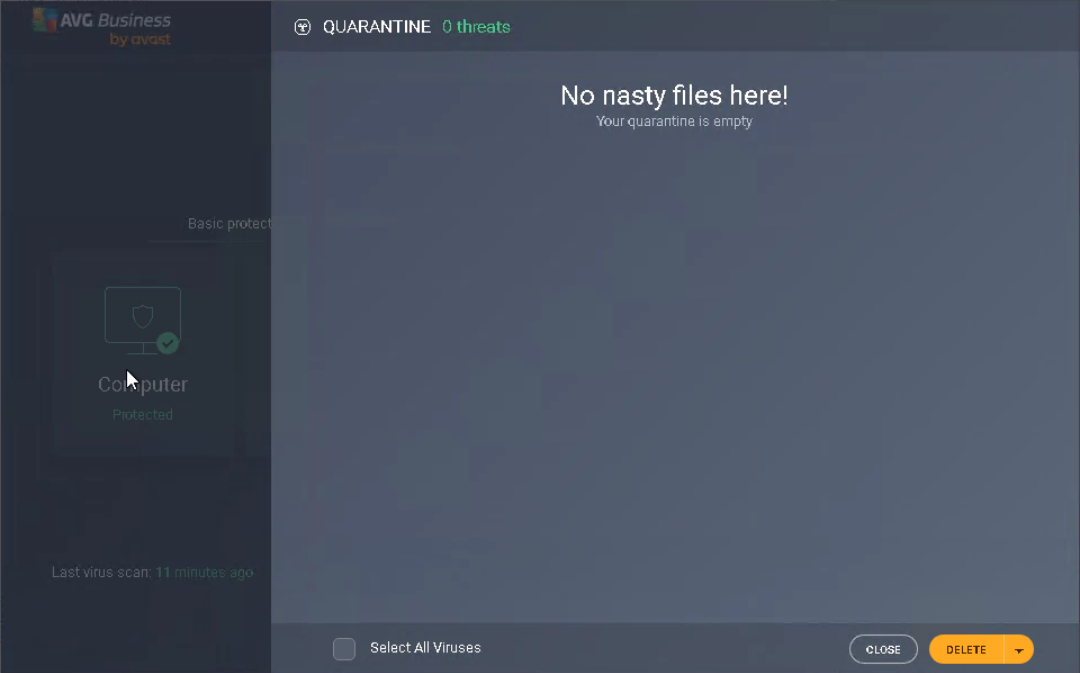 AVG Business
by avast
QUARANTINE 0 threats
No nasty files here!
Your quarantine is empty
Basic protect
Computer
Protected
Last virus scan: 11 minutes ago
Select All Viruses
CLOSE
DELETE